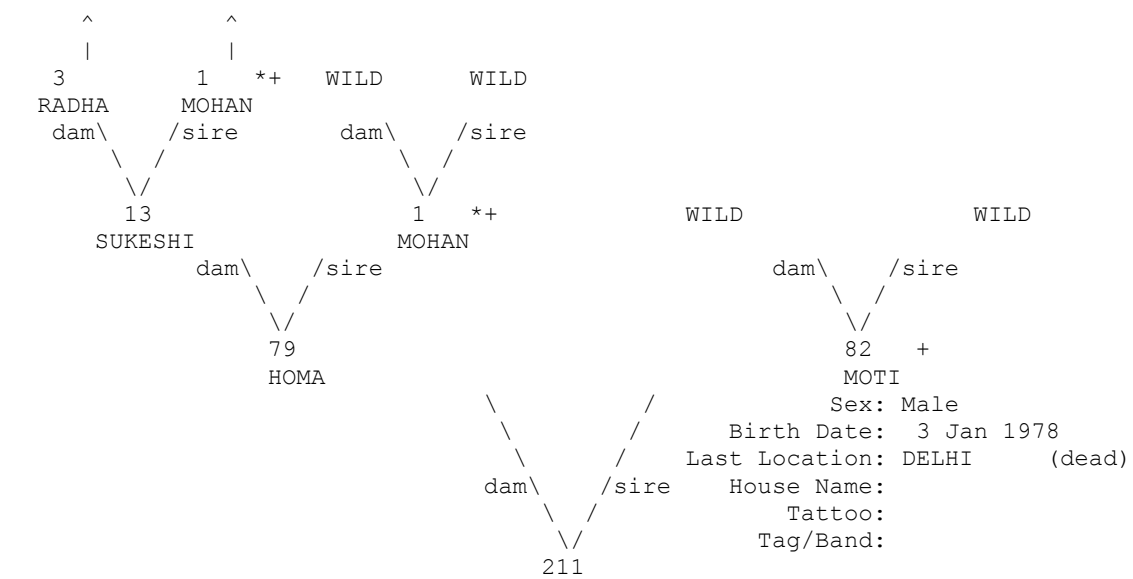 ^ ^
| |
3 1 *+ WILD WILD
RADHA MOHAN
dam\ /sire dam\ /sire
\ / \ /
\/ \/
13 1 *+ WILD WILD
SUKESHI MOHAN
dam\ /sire dam\ /sire
\ / \ /
\/ \/
79 82 +
HOMA MOTI
\ / Sex: Male
\ / Birth Date: 3 Jan 1978
\ / Last Location: DELHI (dead)
dam\ /sire House Name:
\ / Tattoo:
\/ Tag/Band:
211